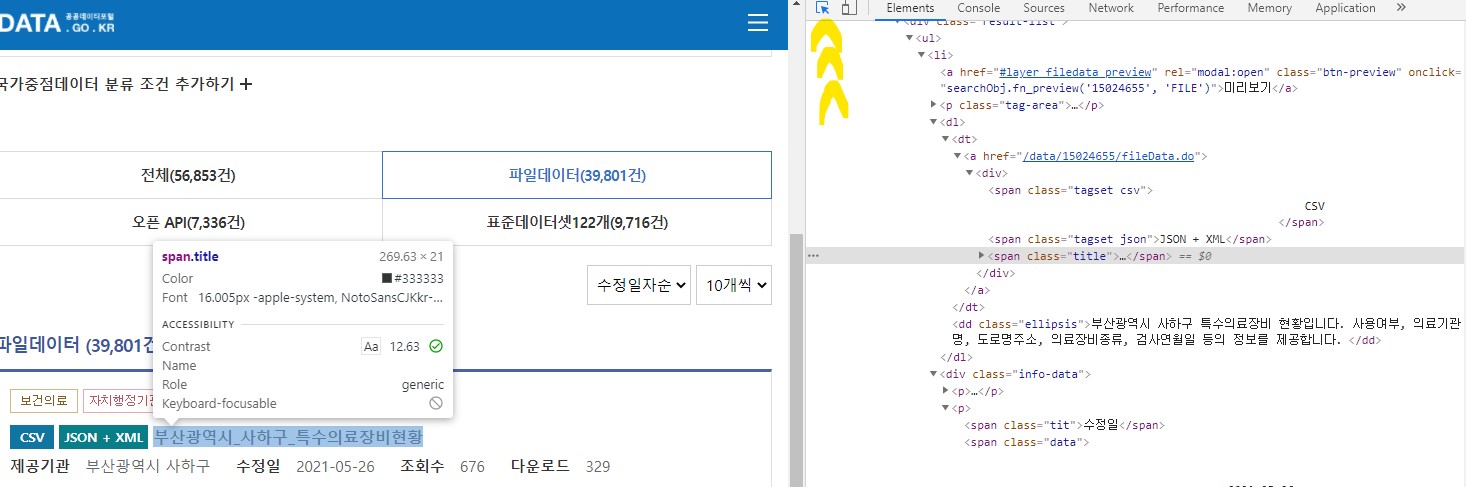 DATA 공공데이터포털 .GO.KR
국가중점데이터 분류 조건 추가하기 +
전체(56,853건)
파일데이터(39,801건)
오픈 API(7,336건)
표준데이터셋122개(9,716건)
span.title 269.63 × 21
Color #333333
Font 16.005px -apple-system, NotoSansCJKkr-...
ACCESSIBILITY
Contrast Aa 12.63
Name
Role generic
Keyboard-focusable
수정일자순
10개씩
파일데이터 (39,801건
보건의료
자치행정기관
CSV JSON + XML 부산광역시_사하구_특수의료장비현황
제공기관 부산광역시 사하구 수정일 2021-05-26 조회수 676 다운로드 329
Elements Console Sources Network Performance Memory Application »
<div class="result-list">
▼<ul>
▼<li>
<a href="#layer_filedata_preview" rel="modal:open" class="btn-preview" onclick=
"searchObj.fn_preview('15024655', 'FILE')">미리보기</a>
▶<p class="tag-area">…</p>
▼<dl>
▼<dt>
▼<a href="/data/15024655/fileData.do">
▼<div>
<span class="tagset csv">
CSV
</span>
<span class="tagset json">JSON + XML</span>
… ▶<span class="title">…</span> == $0
</div>
</a>
</dt>
<dd class="ellipsis">부산광역시 사하구 특수의료장비 현황입니다. 사용여부, 의료기관
명, 도로명주소, 의료장비종류, 검사연월일 등의 정보를 제공합니다. </dd>
</dl>
▼<div class="info-data">
▶<p>…</p>
▼<p>
<span class="tit">수정일</span>
<span class="data">